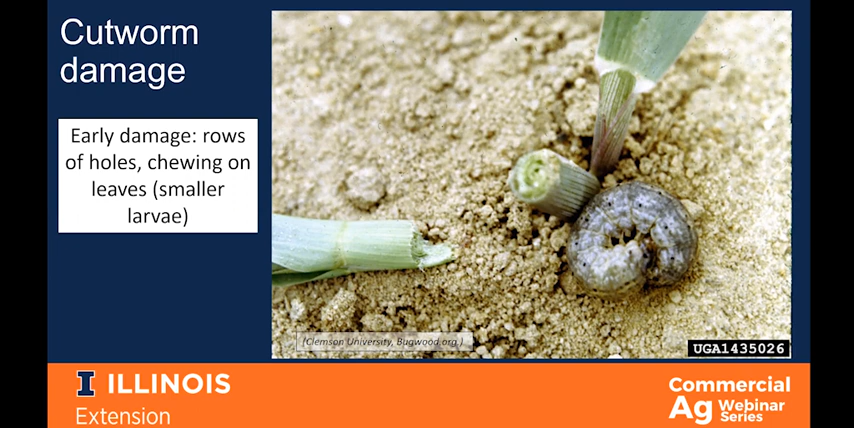 Cutworm
damage
Early damage: rows
of holes, chewing on
leaves (smaller
larvae)
(Clemson University, Bugwood.org.)
UGA1435026
I ILLINOIS
Extension
Commercial
Ag Webinar
Series